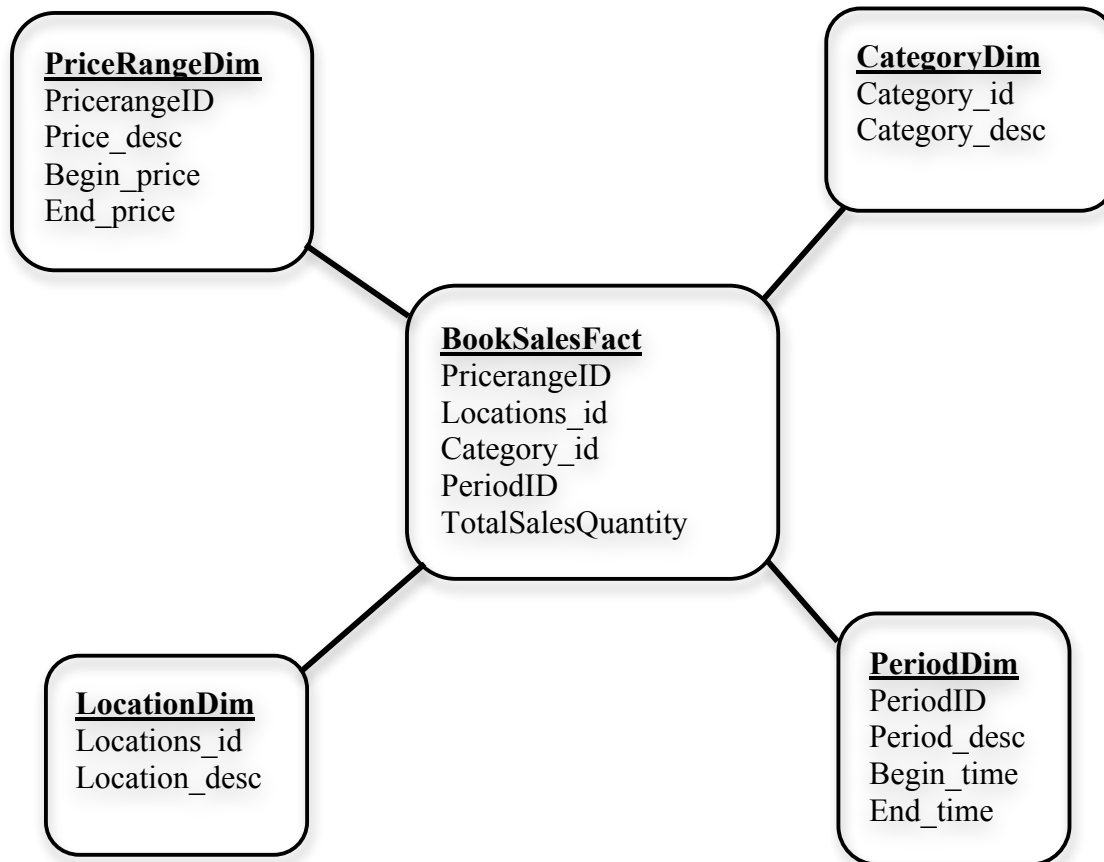 PriceRangeDim
PricerangeID
Price_desc
Begin_price
End_price
CategoryDim
Category_id
Category_desc
BookSalesFact
PricerangeID
Locations_id
Category_id
PeriodID
TotalSalesQuantity
LocationDim
Locations_id
Location_desc
PeriodDim
PeriodID
Period_desc
Begin_time
End_time